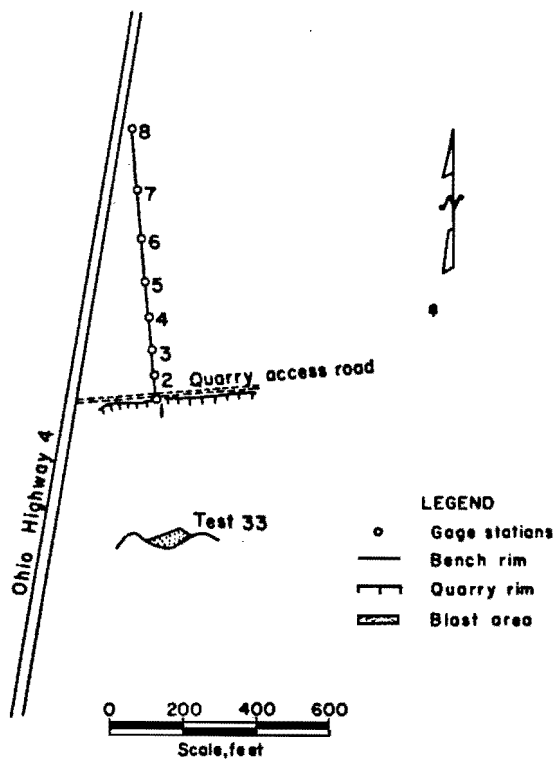 8
7
6
5
4
3
2
Quarry access road
1
Ohio Highway 4
Test 33
N
LEGEND
Gage stations
Bench rim
Quarry rim
Blast area
0 200 400 600
Scale, feet